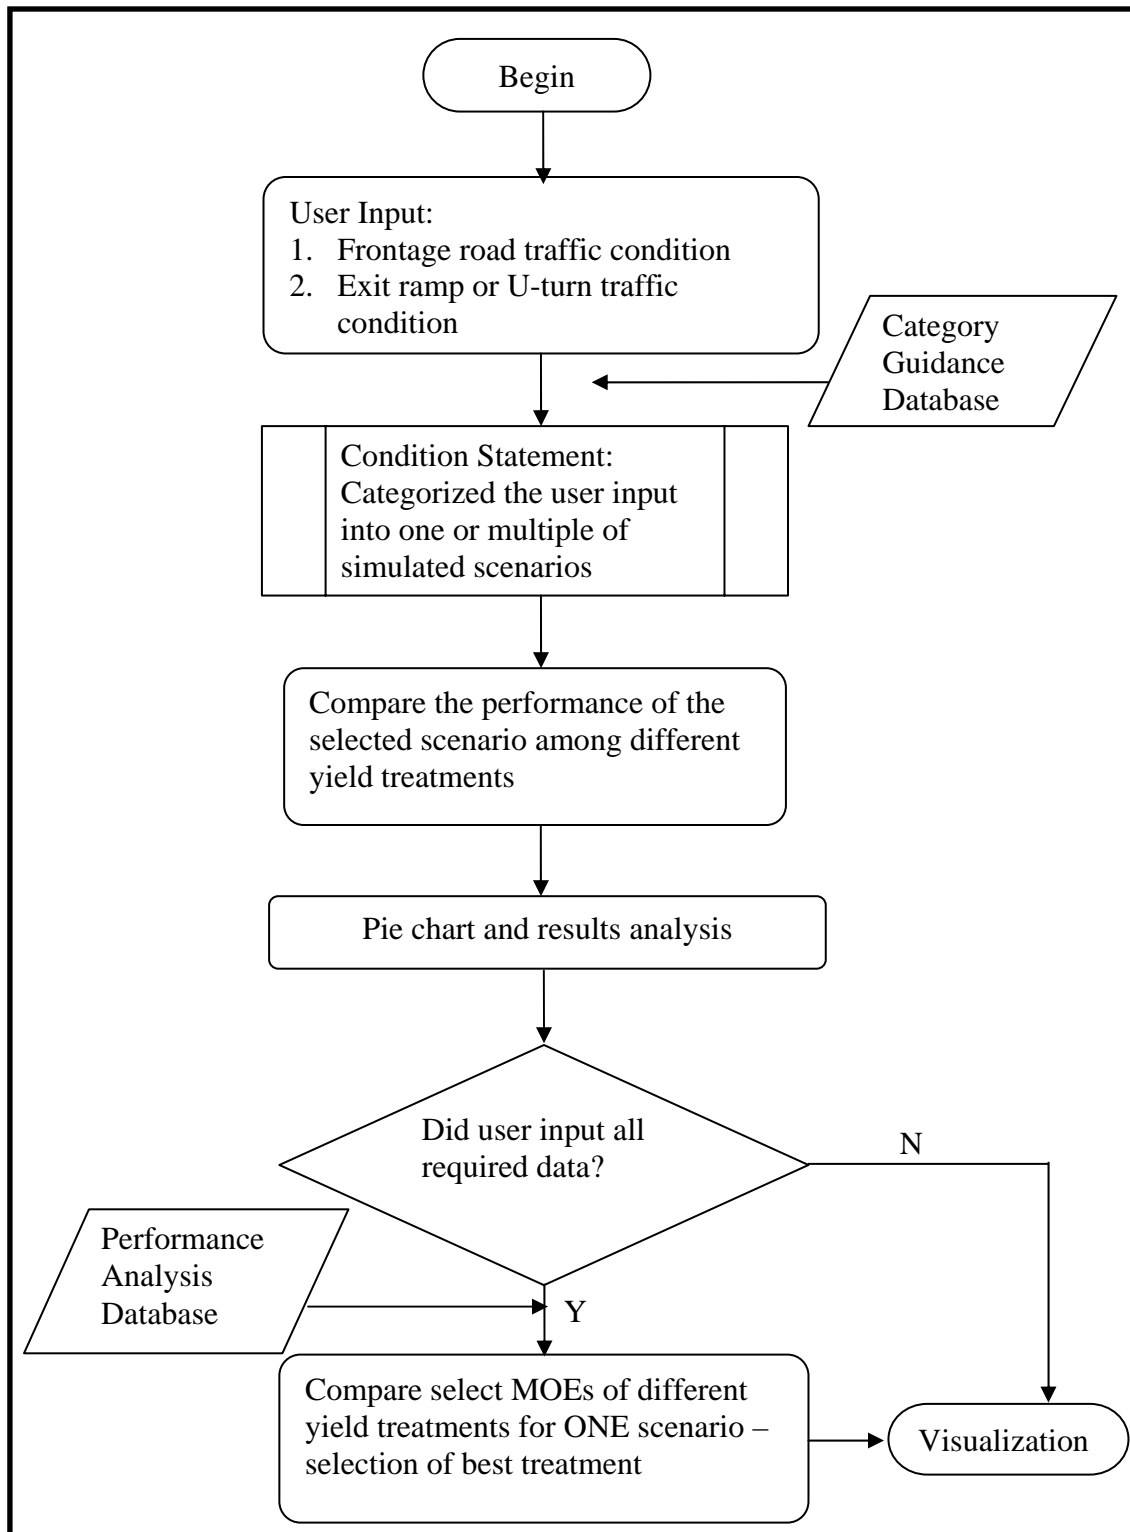 Begin
User Input:
1. Frontage road traffic condition
2. Exit ramp or U-turn traffic
condition
Category
Guidance
Database
Condition Statement:
Categorized the user input
into one or multiple of
simulated scenarios
Compare the performance of the
selected scenario among different
yield treatments
Pie chart and results analysis
Did user input all
required data?
N
Performance
Analysis
Database
Y
Compare select MOEs of different
yield treatments for ONE scenario –
selection of best treatment
Visualization